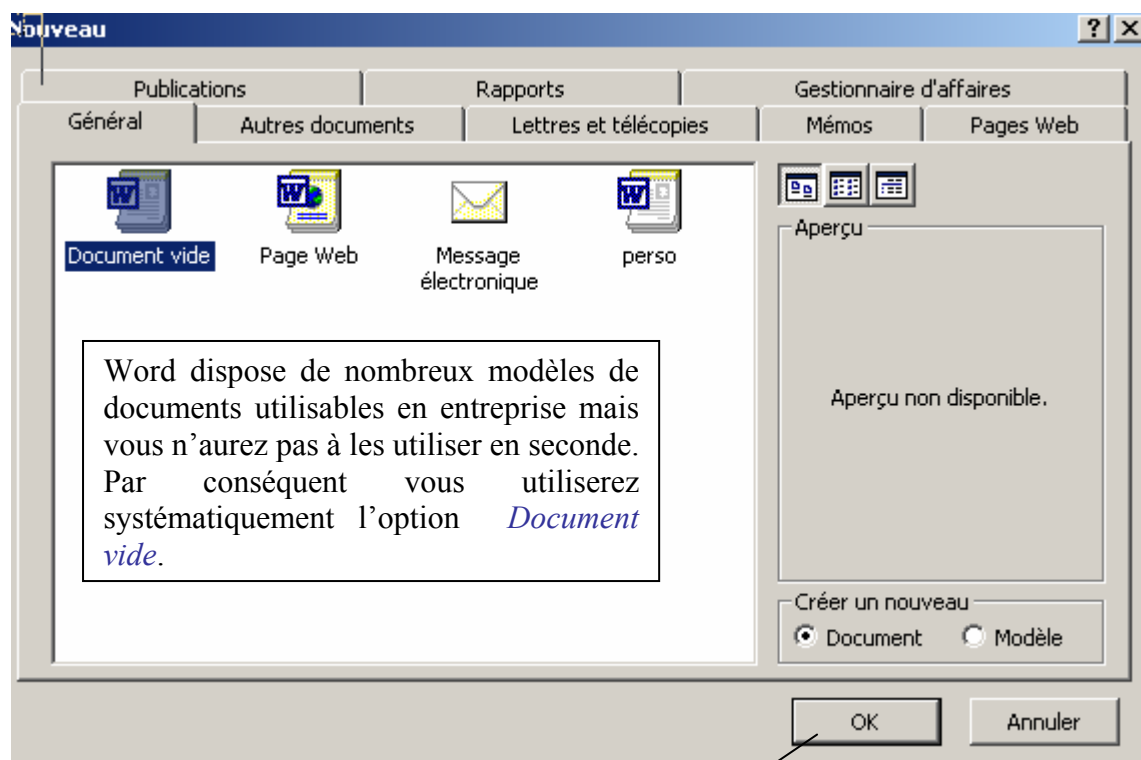 Nouveau
Publications Rapports Gestionnaire d'affaires
Général Autres documents Lettres et télécopies Mémos Pages Web
Document vide Page Web Message électronique perso
Aperçu
Aperçu non disponible.
Word dispose de nombreux modèles de
documents utilisables en entreprise mais
vous n’aurez pas à les utiliser en seconde.
Par conséquent vous utiliserez
systématiquement l’option Document
vide.
Créer un nouveau
Document Modèle
OK Annuler